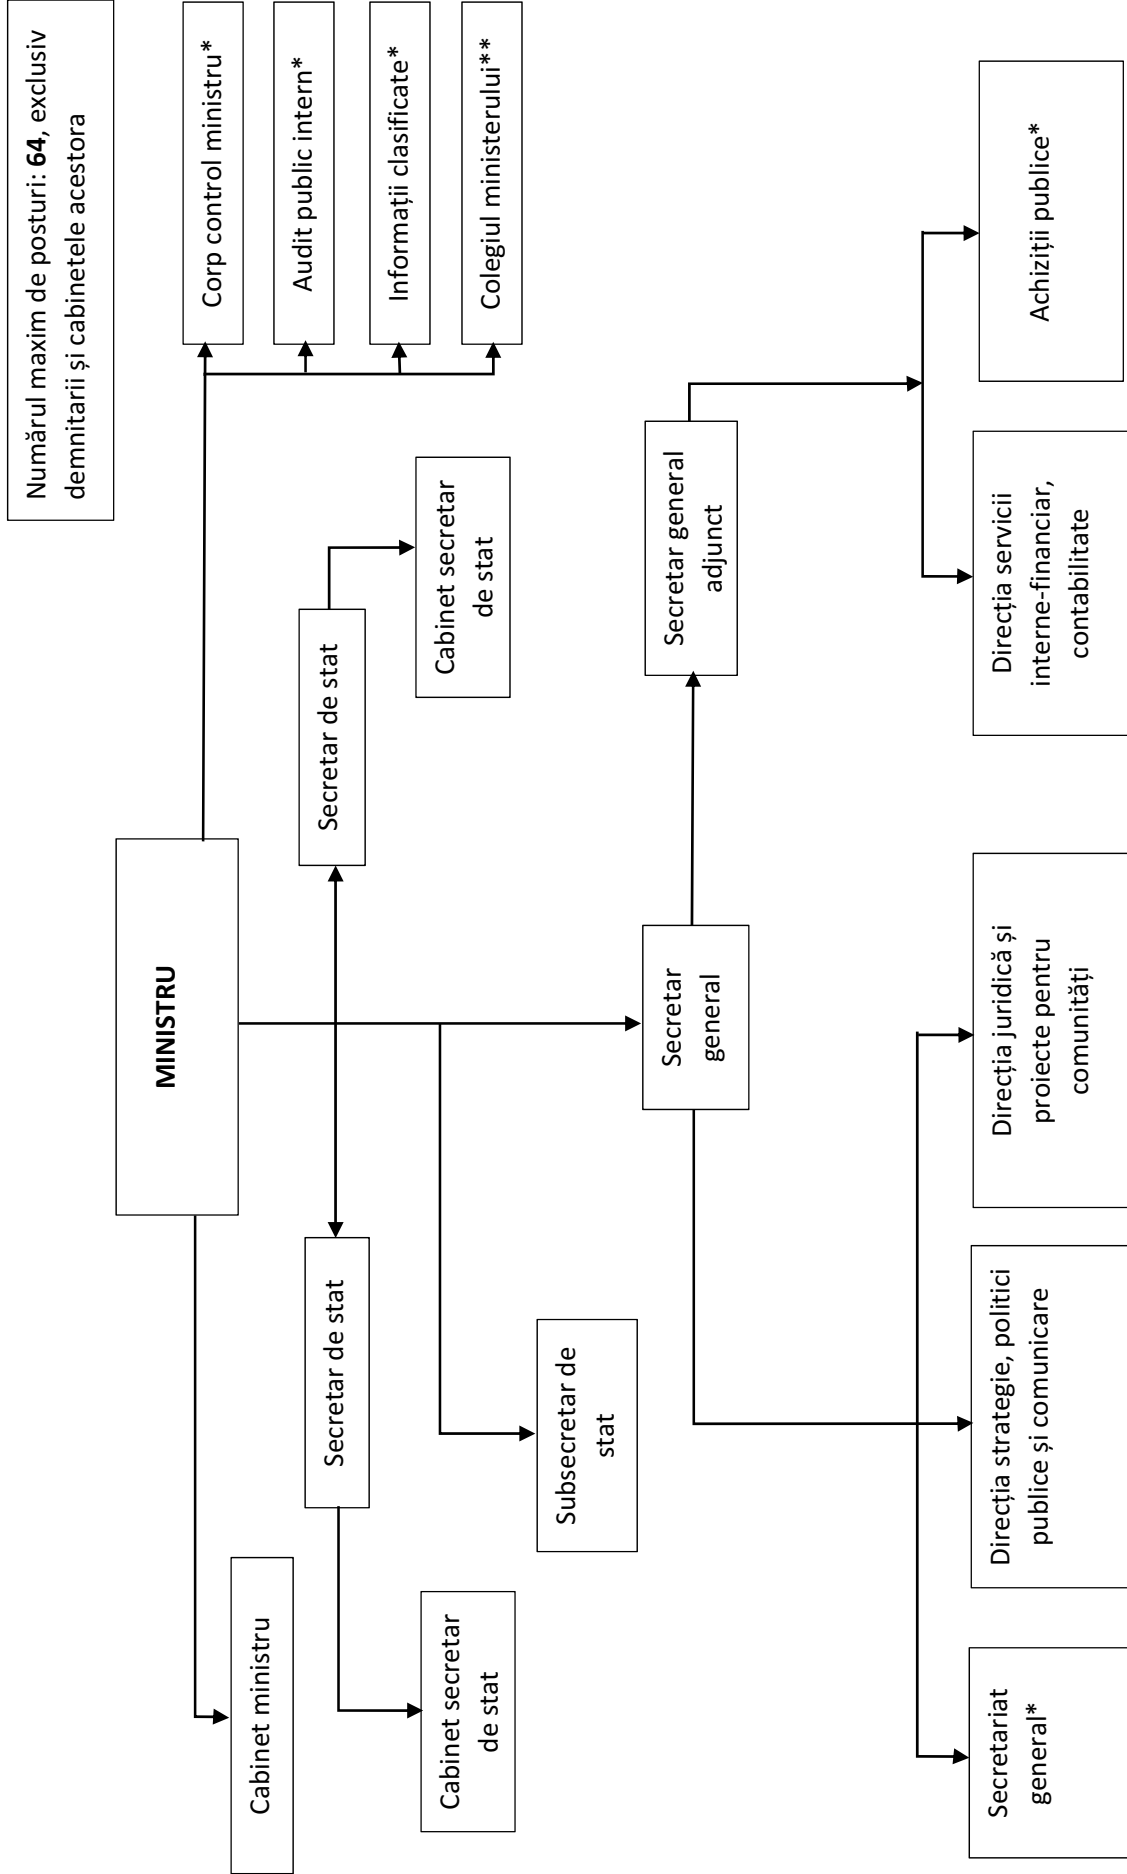 Numărul maxim de posturi: 64, exclusiv
demnitarii și cabinetele acestora
MINISTRU
Cabinet ministru
Corp control ministru*
Audit public intern*
Informații clasificate*
Colegiul ministerului**
Secretar de stat
Secretar de stat
Cabinet secretar
de stat
Cabinet secretar
de stat
Subsecretar de
stat
Secretar
general
Secretar general
adjunct
Secretariat
general*
Direcția strategie, politici
publice și comunicare
Direcția juridică și
proiecte pentru
comunități
Direcția servicii
interne-financiar,
contabilitate
Achiziții publice*